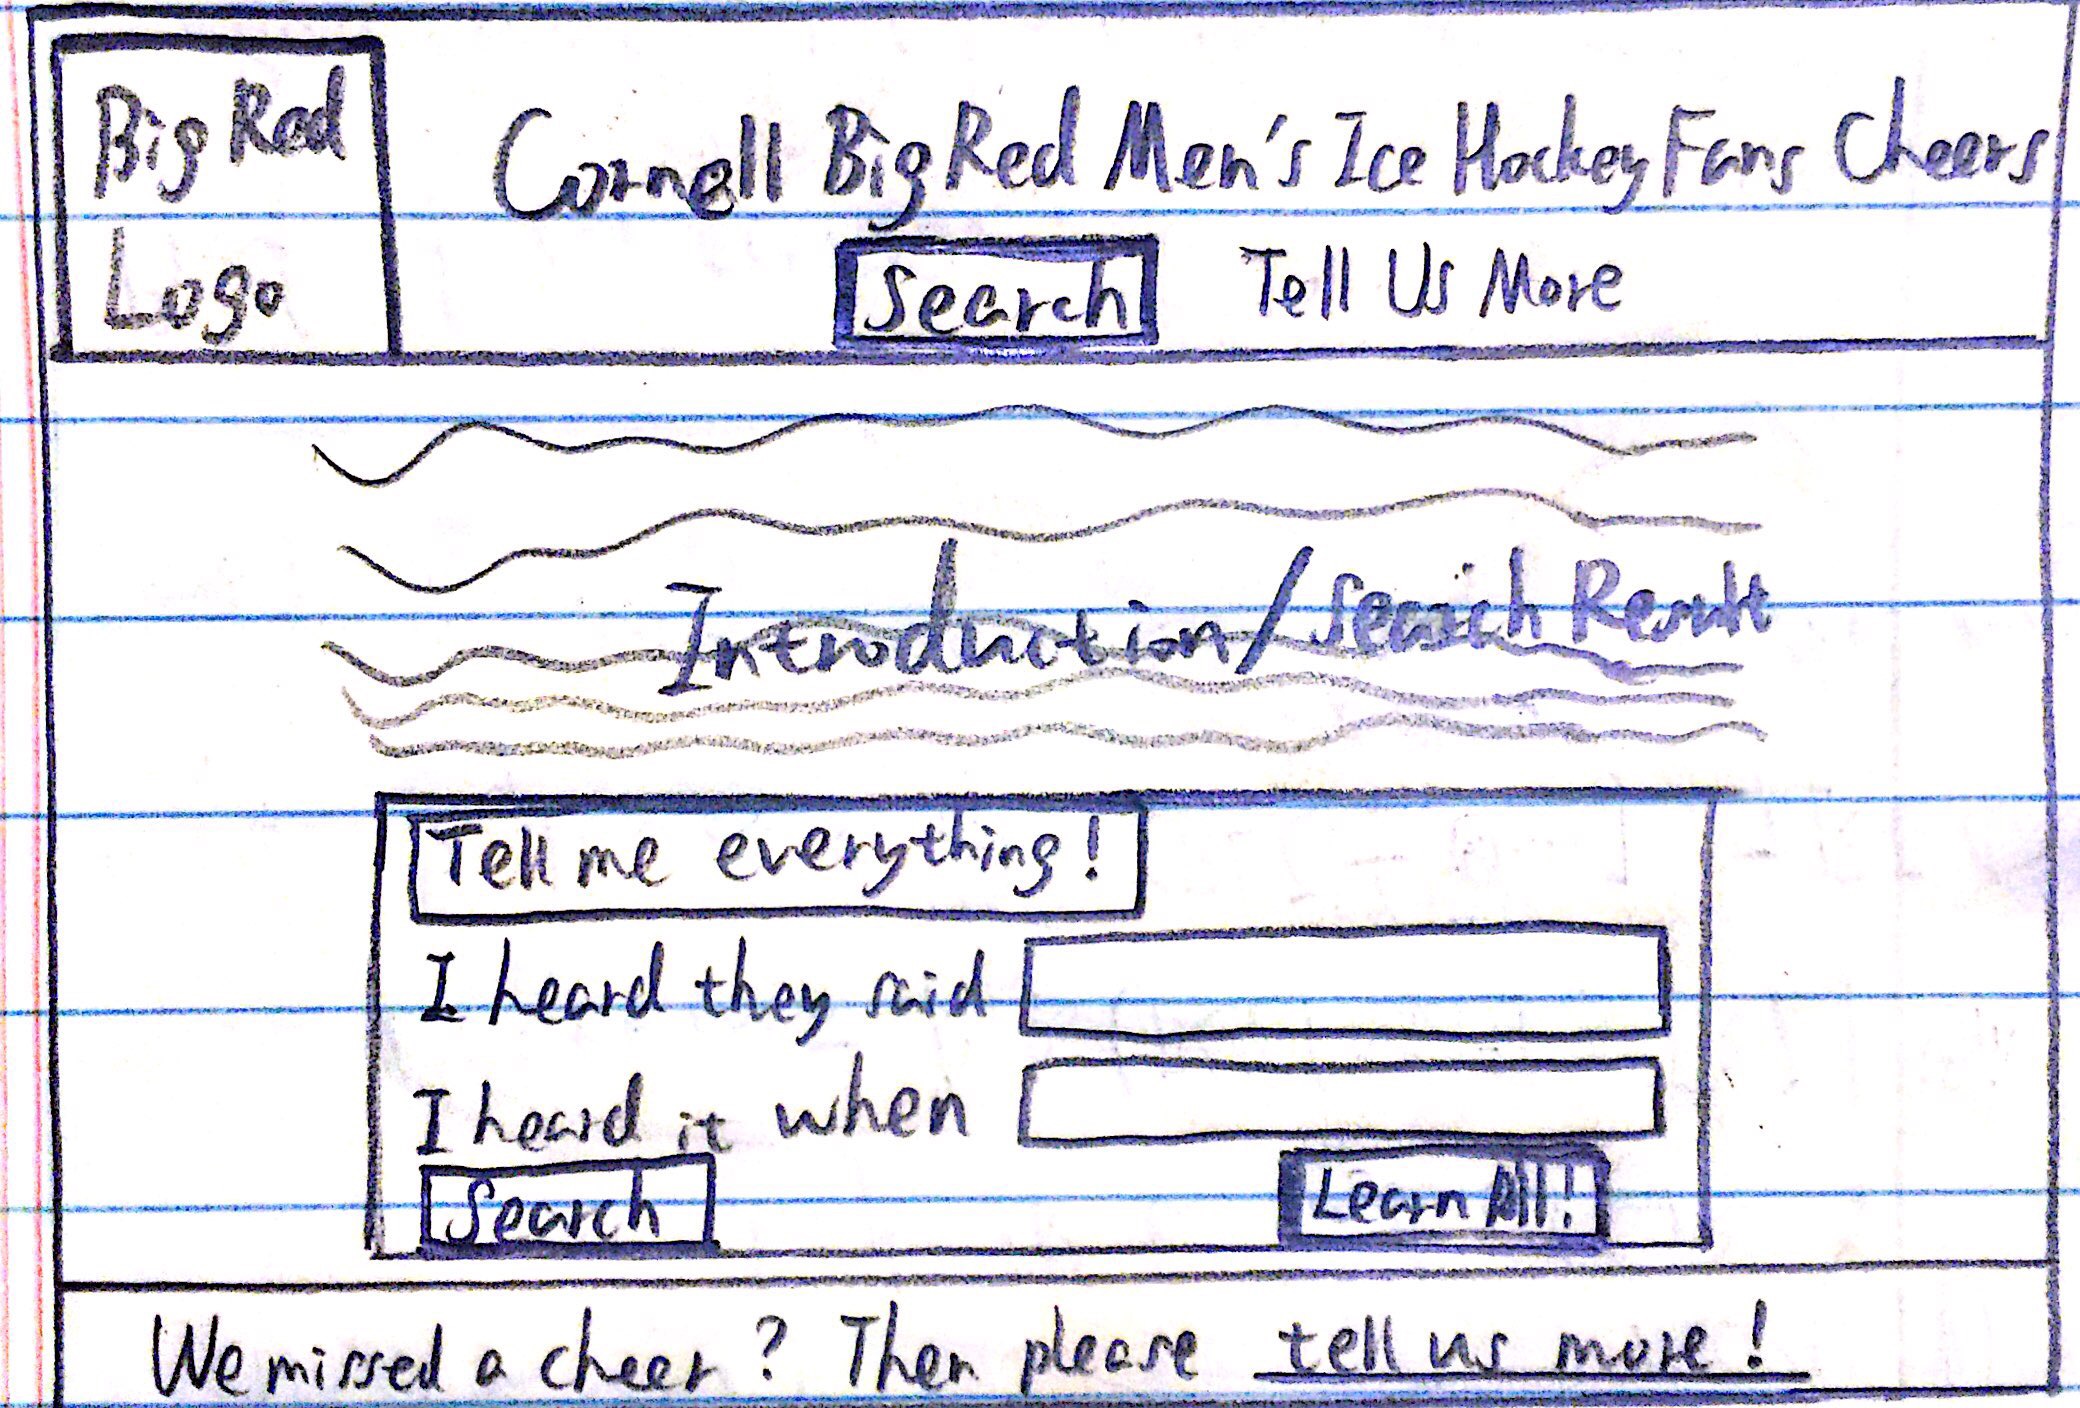 Big Red
Logo
Cornell Big Red Men's Ice Hockey Fans Cheers
Search Tell Us More
Introduction/Search Result
Tell me everything!
I heard they said
I heard it when
Search Learn All!
We missed a cheer? Then please tell us more!